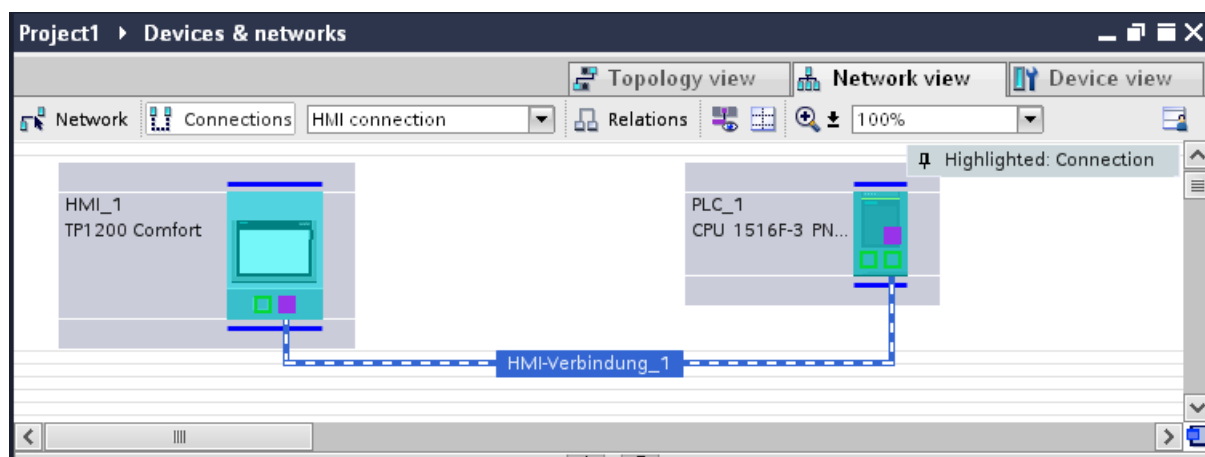 Project1 ▸ Devices & networks
Topology view Network view Device view
Network Connections HMI connection Relations 100%
Highlighted: Connection
HMI_1
TP1200 Comfort
PLC_1
CPU 1516F-3 PN...
HMI-Verbindung_1